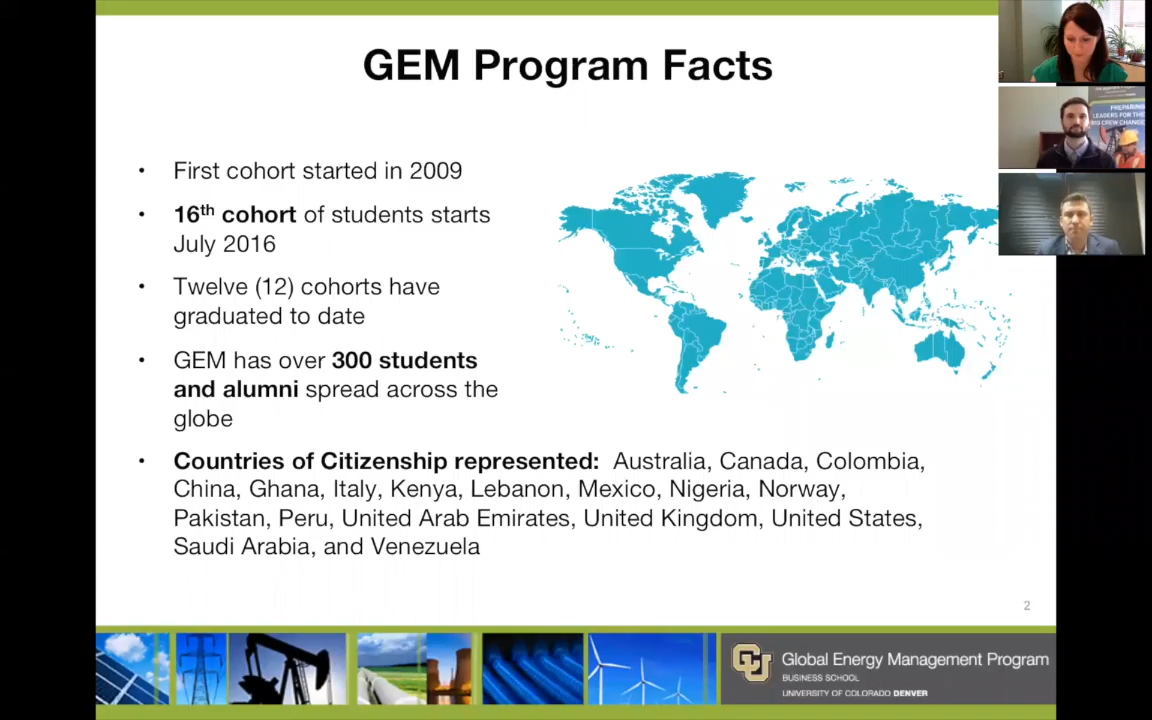 GEM Program Facts
• First cohort started in 2009
• 16th cohort of students starts
July 2016
• Twelve (12) cohorts have
graduated to date
• GEM has over 300 students
and alumni spread across the
globe
• Countries of Citizenship represented: Australia, Canada, Colombia,
China, Ghana, Italy, Kenya, Lebanon, Mexico, Nigeria, Norway,
Pakistan, Peru, United Arab Emirates, United Kingdom, United States,
Saudi Arabia, and Venezuela
2
CU
Global Energy Management Program
BUSINESS SCHOOL
UNIVERSITY OF COLORADO DENVER
PREPARING
LEADERS FOR THE
BIG CREW CHANGE